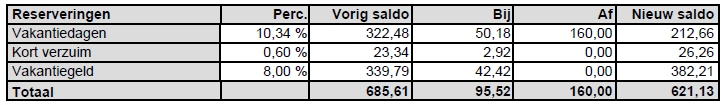 Reserveringen Perc. Vorig saldo Bij Af Nieuw saldo
Vakantiedagen 10,34 % 322,48 50,18 160,00 212,66
Kort verzuim 0,60 % 23,34 2,92 0,00 26,26
Vakantiegeld 8,00 % 339,79 42,42 0,00 382,21
Totaal 685,61 95,52 160,00 621,13